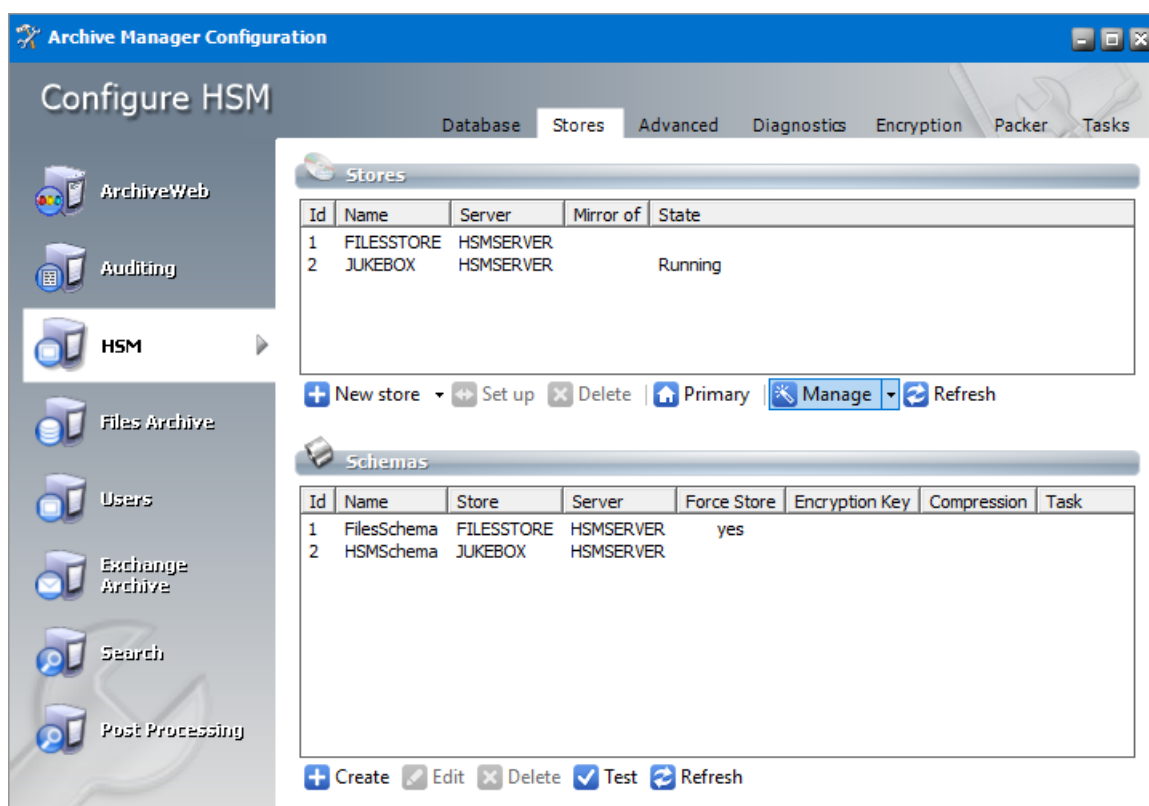 Archive Manager Configuration
Configure HSM
Database Stores Advanced Diagnostics Encryption Packer Tasks
ArchiveWeb
Auditing
HSM
Files Archive
Users
Exchange
Archive
Search
Post Processing
Stores
Id Name Server Mirror of State
1 FILESSTORE HSMSERVER
2 JUKEBOX HSMSERVER Running
New store Set up Delete Primary Manage Refresh
Schemas
Id Name Store Server Force Store Encryption Key Compression Task
1 FilesSchema FILESSTORE HSMSERVER yes
2 HSMSchema JUKEBOX HSMSERVER
Create Edit Delete Test Refresh